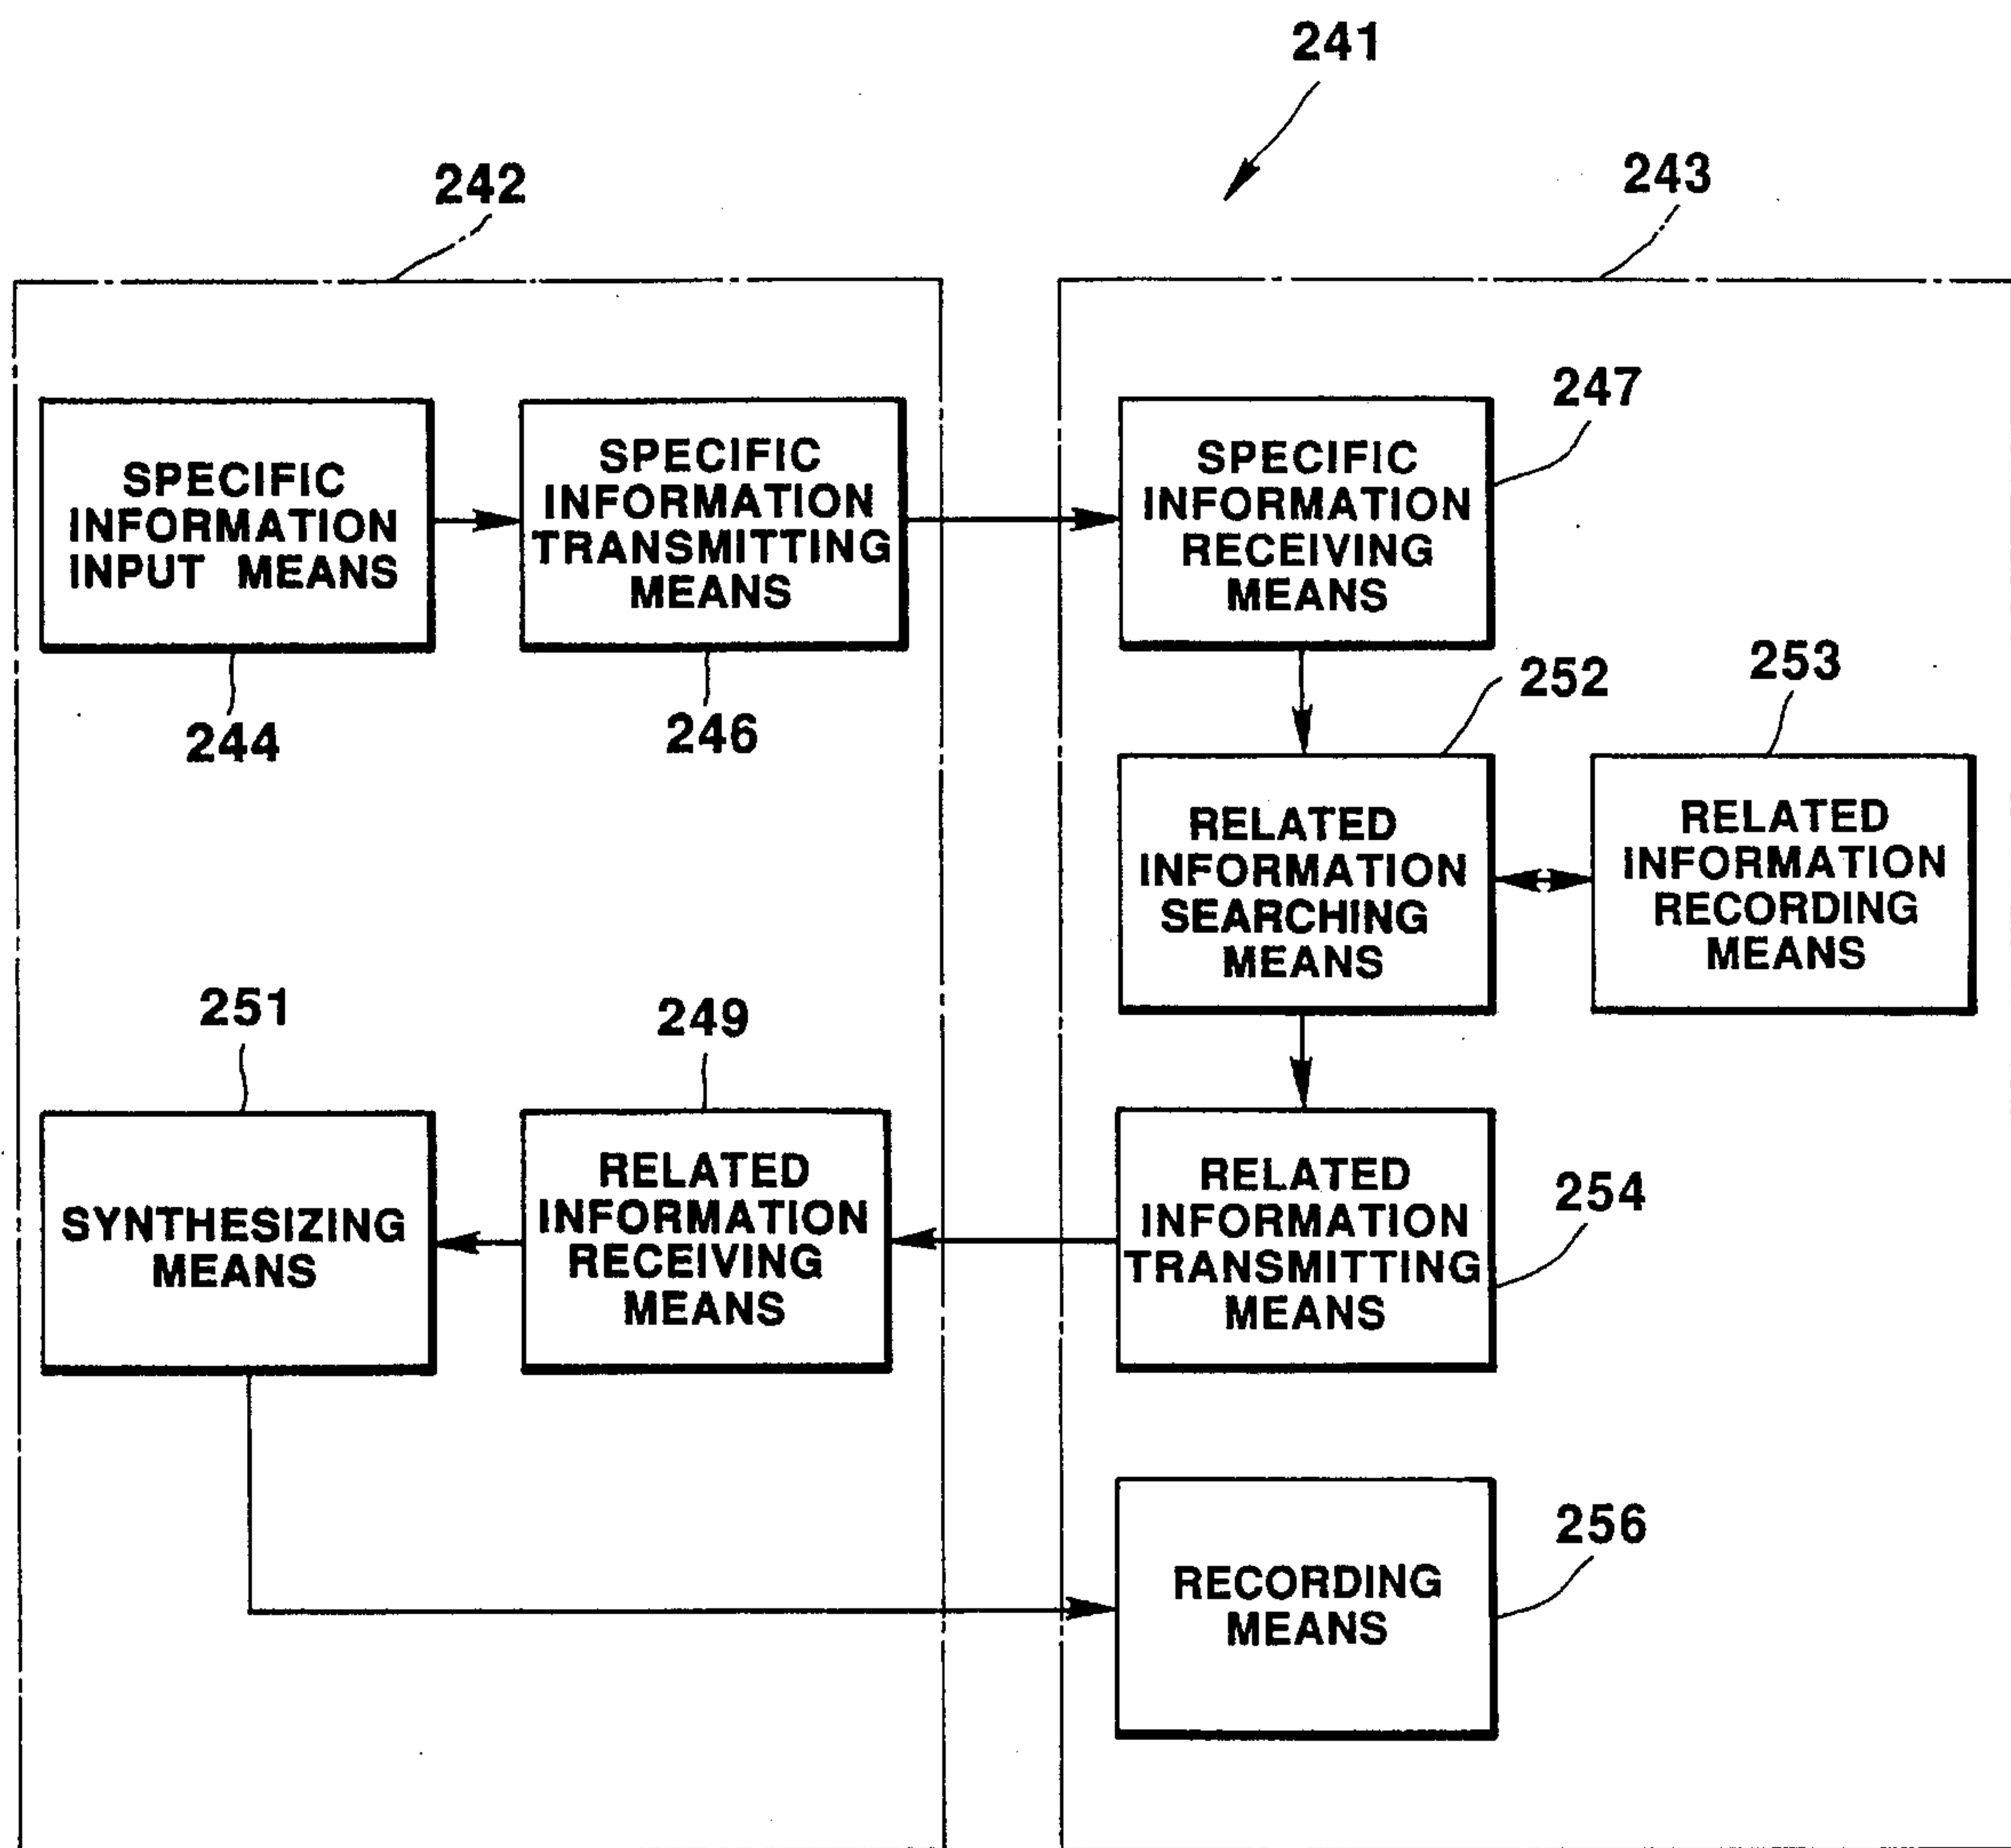 241
242
243
SPECIFIC
INFORMATION
INPUT MEANS
244
SPECIFIC
INFORMATION
TRANSMITTING
MEANS
246
SPECIFIC
INFORMATION
RECEIVING
MEANS
247
252
253
RELATED
INFORMATION
SEARCHING
MEANS
RELATED
INFORMATION
RECORDING
MEANS
251
SYNTHESIZING
MEANS
249
RELATED
INFORMATION
RECEIVING
MEANS
RELATED
INFORMATION
TRANSMITTING
MEANS
254
RECORDING
MEANS
256